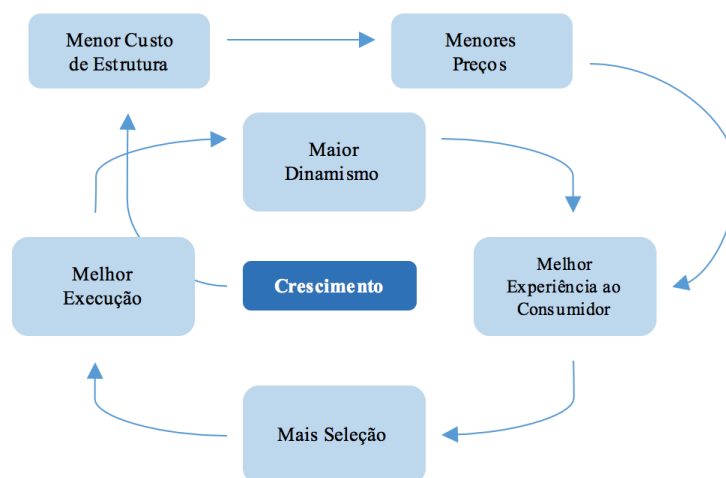 Menor Custo
de Estrutura
Menores
Preços
Maior
Dinamismo
Melhor
Execução
Crescimento
Melhor
Experiência ao
Consumidor
Mais Seleção